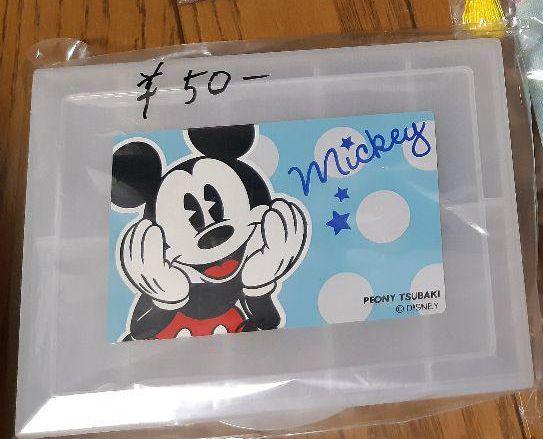 ¥50-
Mickey
PEONY TSUBAKI
© DISNEY